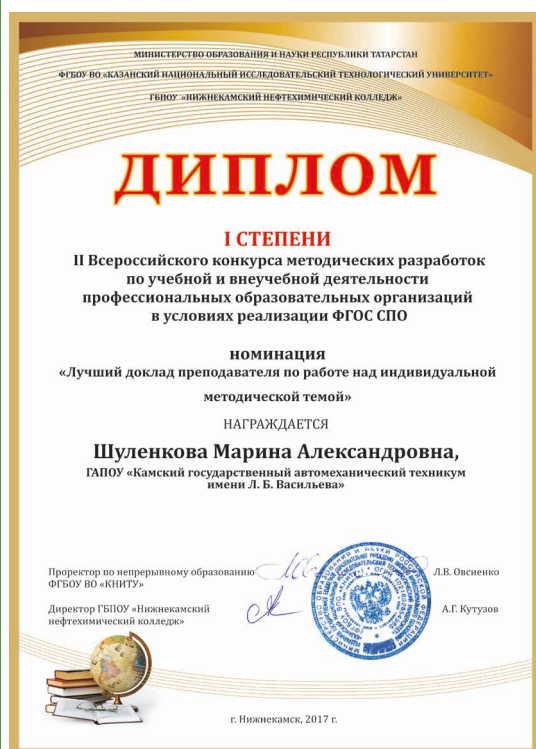 МИНИСТЕРСТВО ОБРАЗОВАНИЯ И НАУКИ РЕСПУБЛИКИ ТАТАРСТАН
ФГБОУ ВО «КАЗАНСКИЙ НАЦИОНАЛЬНЫЙ ИССЛЕДОВАТЕЛЬСКИЙ ТЕХНОЛОГИЧЕСКИЙ УНИВЕРСИТЕТ»
ГБПОУ «НИЖНЕКАМСКИЙ НЕФТЕХИМИЧЕСКИЙ КОЛЛЕДЖ»
ДИПЛОМ
I СТЕПЕНИ
II Всероссийского конкурса методических разработок
по учебной и внеучебной деятельности
профессиональных образовательных организаций
в условиях реализации ФГОС СПО
номинация
«Лучший доклад преподавателя по работе над индивидуальной
методической темой»
НАГРАЖДАЕТСЯ
Шуленкова Марина Александровна,
ГАПОУ «Камский государственный автомеханический техникум
имени Л. Б. Васильева»
Проректор по непрерывному образованию
ФГБОУ ВО «КНИТУ»
Л.В. Овсиенко
Директор ГБПОУ «Нижнекамский
нефтехимический колледж»
А.Г. Кутузов
г. Нижнекамск, 2017 г.